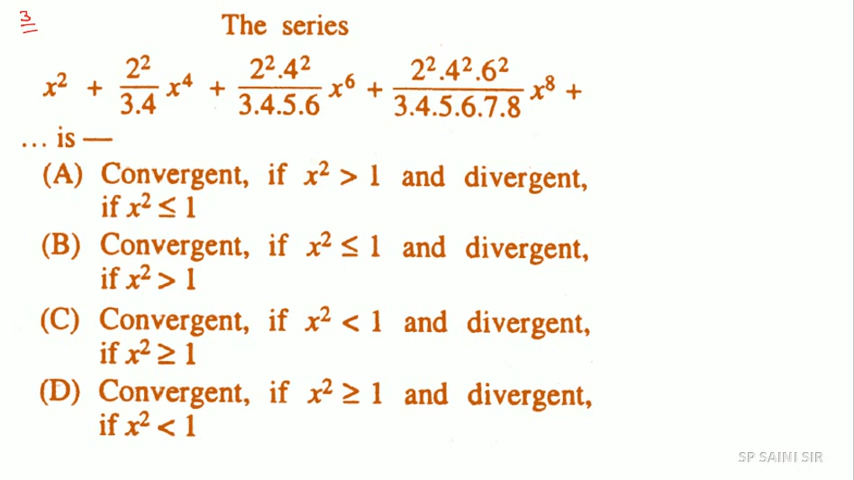 3
The series
x² + 2²/3.4 x⁴ + 2².4²/3.4.5.6 x⁶ + 2².4².6²/3.4.5.6.7.8 x⁸ +
... is —
(A) Convergent, if x² > 1 and divergent,
if x² ≤ 1
(B) Convergent, if x² ≤ 1 and divergent,
if x² > 1
(C) Convergent, if x² < 1 and divergent,
if x² ≥ 1
(D) Convergent, if x² ≥ 1 and divergent,
if x² < 1
SP SAINI SIR